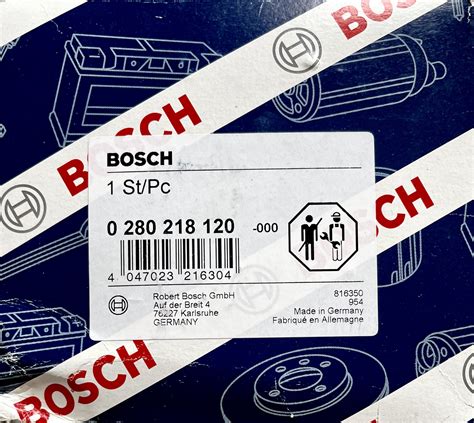 BOSCH
BOSCH
BOSCH
BOSCH
1 St/Pc
0 280 218 120 -000
4 047023 216304
Robert Bosch GmbH
Auf der Breit 4
76227 Karlsruhe
GERMANY
816350
954
Made in Germany
Fabriqué en Allemagne
BOSCH
BOSCH
BOSCH